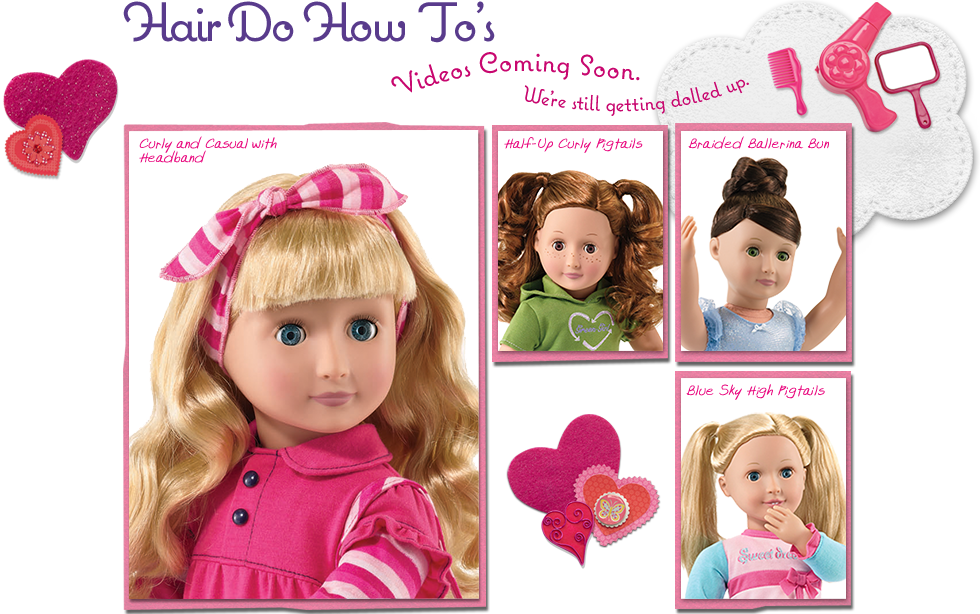 Hair Do How To's
Videos Coming Soon.
We're still getting dolled up.
Curly and Casual with
Headband
Half-Up Curly Pigtails
Braided Ballerina Bun
Blue Sky High Pigtails